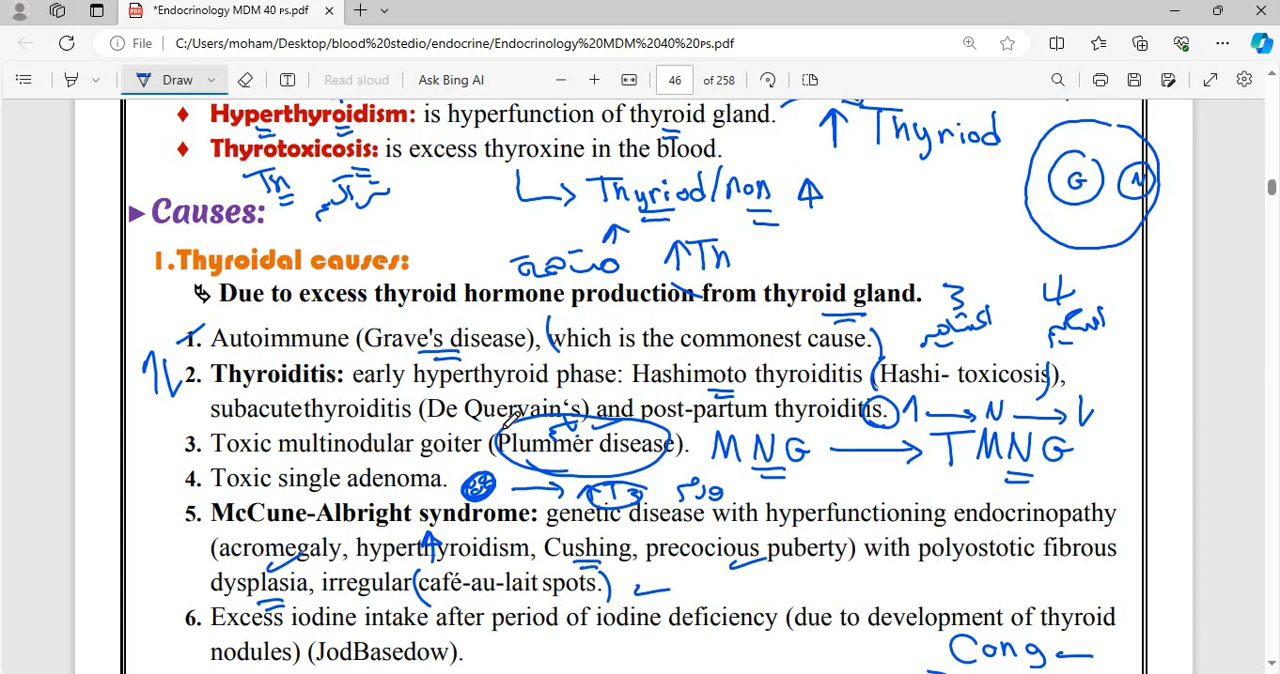 *Endocrinology MDM 40 ps.pdf
File C:/Users/moham/Desktop/blood%20stedio/endocrine/Endocrinology%20MDM%2040%20ps.pdf
Draw Read aloud Ask Bing AI 46 of 258
♦ Hyperthyroidism: is hyperfunction of thyroid gland. ↑ Thyriod
♦ Thyrotoxicosis: is excess thyroxine in the blood.
Th
Thyriod/non ↑
G N
► Causes:
1.Thyroidal causes: ↑Th
Due to excess thyroid hormone production from thyroid gland. 3 4
1. Autoimmune (Grave's disease), (which is the commonest cause.)
2. Thyroiditis: early hyperthyroid phase: Hashimoto thyroiditis (Hashi- toxicosis),
subacutethyroiditis (De Quervain‘s) and post-partum thyroiditis. ↑ → N → ↓
3. Toxic multinodular goiter (Plummer disease). MNG → TMNG
4. Toxic single adenoma. → ↑T3 ورم
5. McCune-Albright syndrome: genetic disease with hyperfunctioning endocrinopathy
(acromegaly, hyperthyroidism, Cushing, precocious puberty) with polyostotic fibrous
dysplasia, irregular (café-au-lait spots.)
6. Excess iodine intake after period of iodine deficiency (due to development of thyroid
nodules) (JodBasedow).
Cong ←